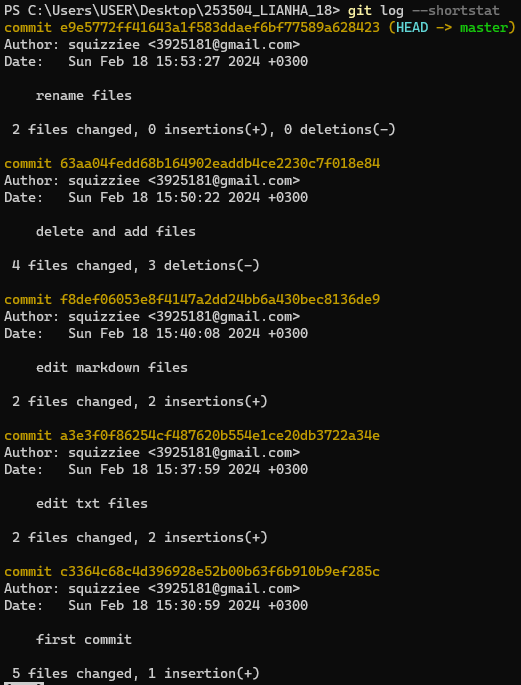 PS C:\Users\USER\Desktop\253504_LIANHA_18> git log --shortstat
commit e9e5772ff41643a1f583ddaef6bf77589a628423 (HEAD -> master)
Author: squizziee <3925181@gmail.com>
Date:   Sun Feb 18 15:53:27 2024 +0300
rename files
2 files changed, 0 insertions(+), 0 deletions(-)
commit 63aa04fedd68b164902eaddb4ce2230c7f018e84
Author: squizziee <3925181@gmail.com>
Date:   Sun Feb 18 15:50:22 2024 +0300
delete and add files
4 files changed, 3 deletions(-)
commit f8def06053e8f4147a2dd24bb6a430bec8136de9
Author: squizziee <3925181@gmail.com>
Date:   Sun Feb 18 15:40:08 2024 +0300
edit markdown files
2 files changed, 2 insertions(+)
commit a3e3f0f86254cf487620b554e1ce20db3722a34e
Author: squizziee <3925181@gmail.com>
Date:   Sun Feb 18 15:37:59 2024 +0300
edit txt files
2 files changed, 2 insertions(+)
commit c3364c68c4d396928e52b00b63f6b910b9ef285c
Author: squizziee <3925181@gmail.com>
Date:   Sun Feb 18 15:30:59 2024 +0300
first commit
5 files changed, 1 insertion(+)